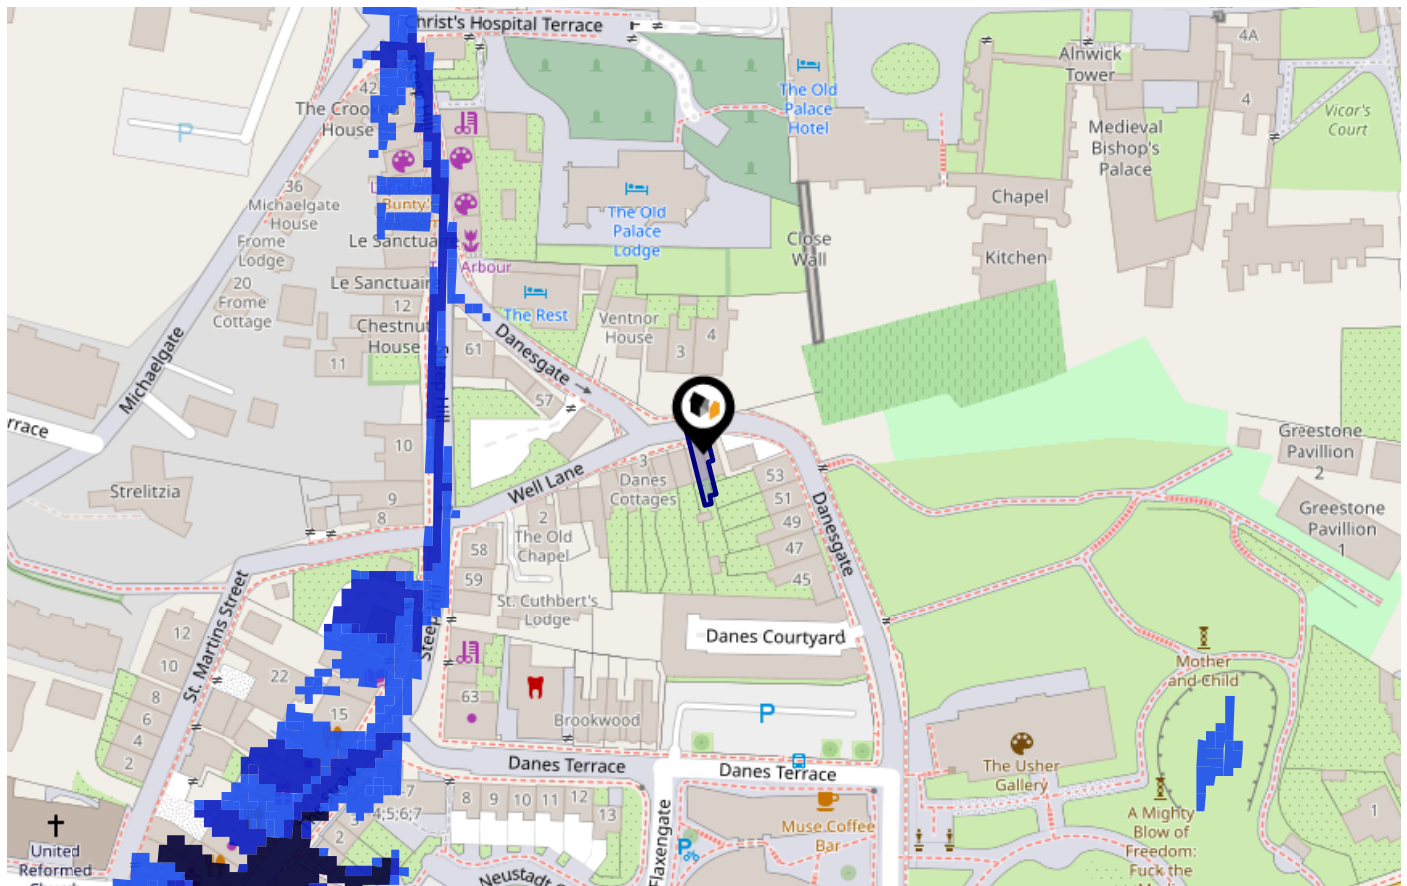 Christ's Hospital Terrace
4A
Alnwick
Tower
42
The Crooked
House
P
The Old
Palace
Hotel
4
Vicar's
Court
Medieval
Bishop's
Palace
36
Michaelgate
House
Bunty's
Chapel
The Old
Palace
Lodge
Close
Wall
Frome
Lodge
Le Sanctuaire
Kitchen
Arbour
20
Frome
Cottage
Le Sanctuaire
12
The Rest
Ventnor
House
4
3
Chestnut
House
11
61
Danesgate
Michaelgate
57
10
Greestone
Pavillion
2
Strelitzia
9
8
Well Lane
3
Danes
Cottages
53
51
49
47
45
Danesgate
Greestone
Pavillion
1
2
The Old
Chapel
58
59
St. Cuthbert's
Lodge
Danes Courtyard
St. Martins Street
12
10
8
6
4
2
22
15
63
Brookwood
P
Mother
and Child
The Usher
Gallery
Danes Terrace
Danes Terrace
8
9
10
11
12
13
4;5;6;7
2
Flaxengate
Muse Coffee
Bar
P
A Mighty
Blow of
Freedom:
Fuck the
1
United
Reformed